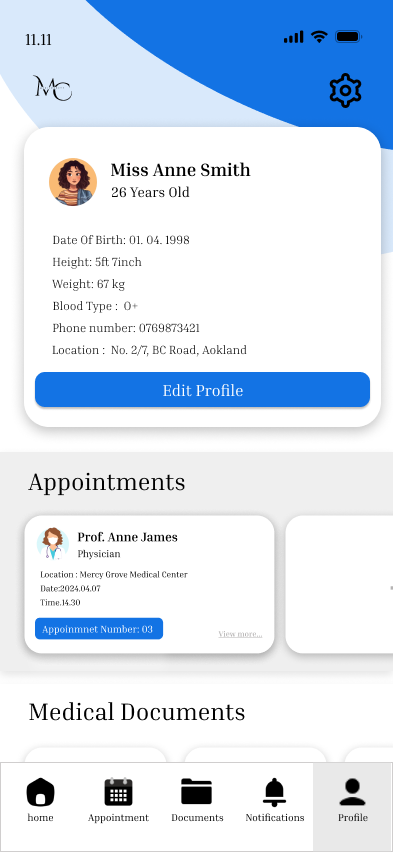 11.11
MC
Miss Anne Smith
26 Years Old
Date Of Birth: 01. 04. 1998
Height: 5ft 7inch
Weight: 67 kg
Blood Type :  O+
Phone number: 0769873421
Location :  No. 2/7, BC Road, Aokland
Edit Profile
Appointments
Prof. Anne James
Physician
Location : Mercy Grove Medical Center
Date:2024.04.07
Time.14.30
Appoinmnet Number: 03
View more...
Medical Documents
home
Appointment
Documents
Notifications
Profile